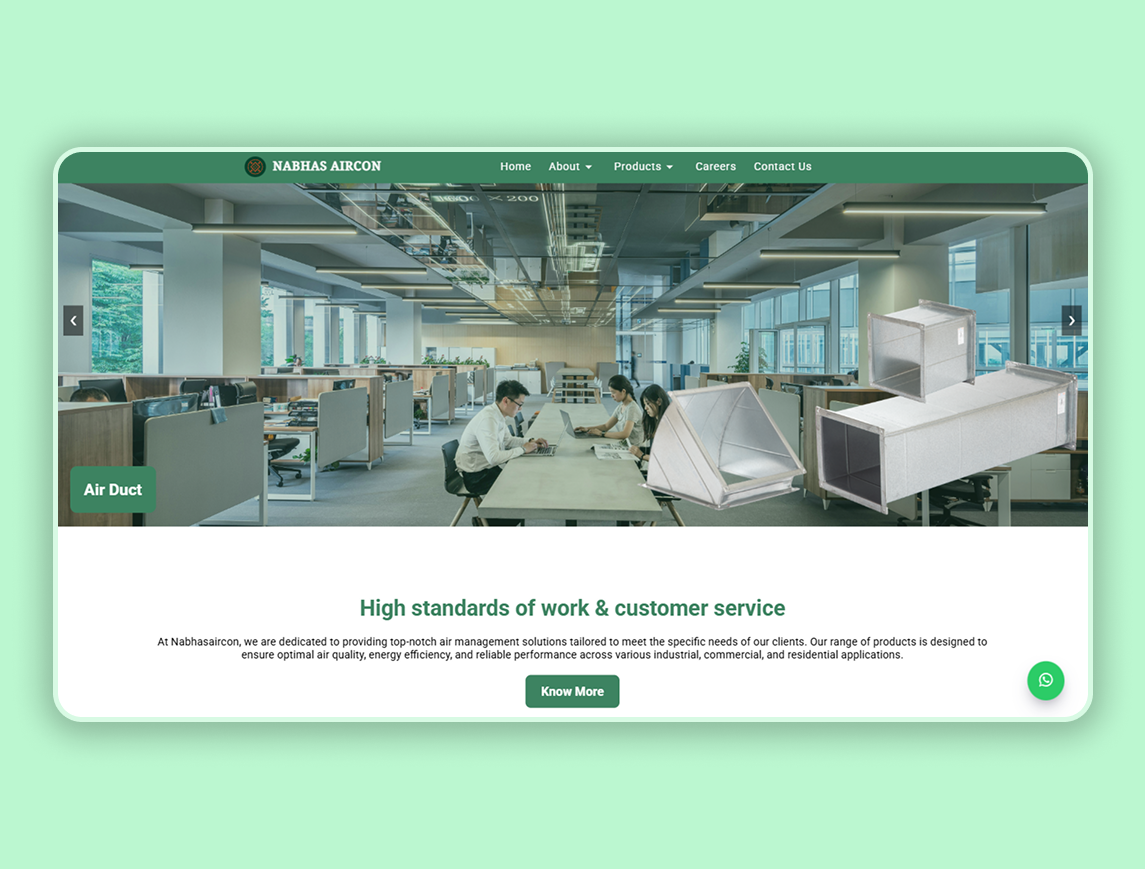 NABHAS AIRCON
Home About Products Careers Contact Us
Air Duct
High standards of work & customer service
At Nabhasaircon, we are dedicated to providing top-notch air management solutions tailored to meet the specific needs of our clients. Our range of products is designed to
ensure optimal air quality, energy efficiency, and reliable performance across various industrial, commercial, and residential applications.
Know More